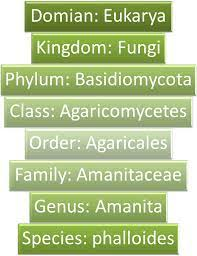 Domian: Eukarya
Kingdom: Fungi
Phylum: Basidiomycota
Class: Agaricomycetes
Order: Agaricales
Family: Amanitaceae
Genus: Amanita
Species: phalloides